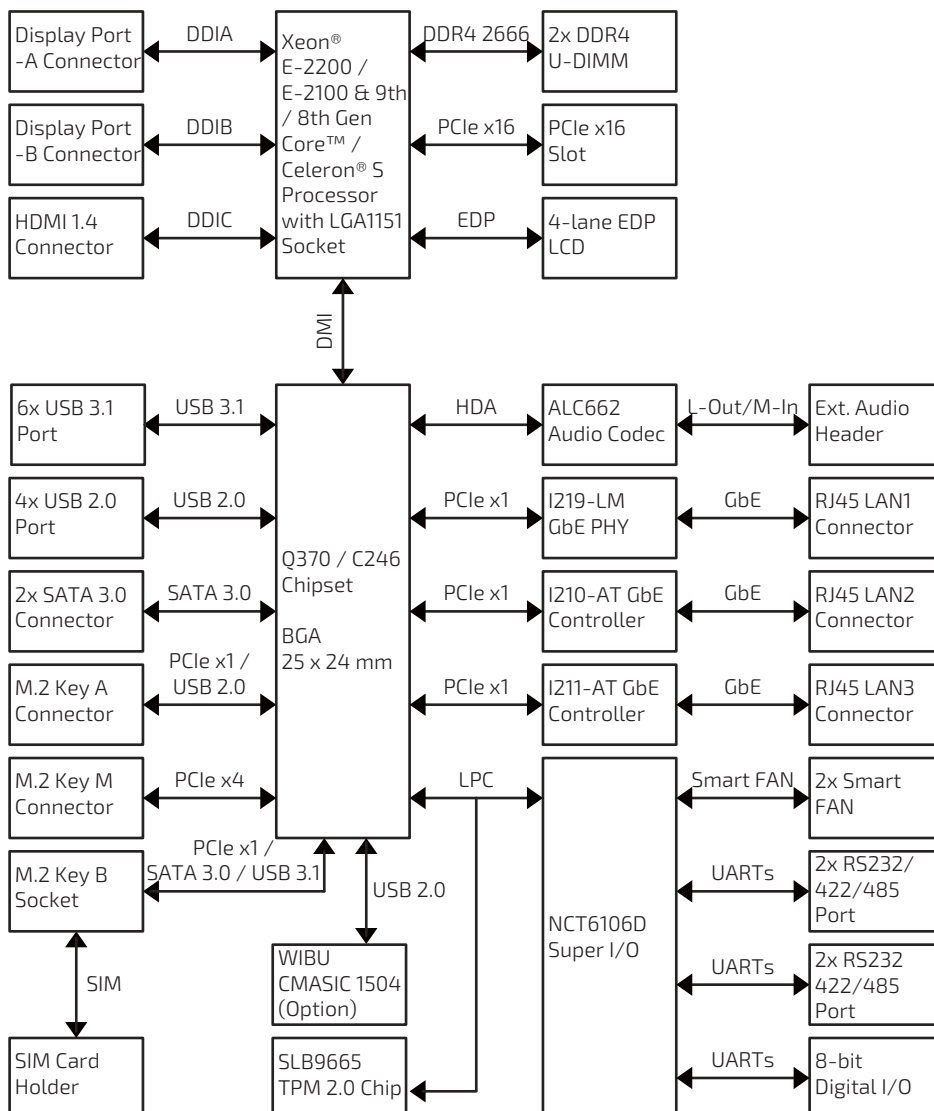 Display Port
-A Connector
DDIA
Xeon®
E-2200 /
E-2100 & 9th
/ 8th Gen
Core™ /
Celeron® S
Processor
with LGA1151
Socket
DDR4 2666
2x DDR4
U-DIMM
Display Port
-B Connector
DDIB
PCIe x16
PCIe x16
Slot
HDMI 1.4
Connector
DDIC
EDP
4-lane EDP
LCD
DMI
6x USB 3.1
Port
USB 3.1
Q370 / C246
Chipset
BGA
25 x 24 mm
HDA
ALC662
Audio Codec
L-Out/M-In
Ext. Audio
Header
4x USB 2.0
Port
USB 2.0
PCIe x1
I219-LM
GbE PHY
GbE
RJ45 LAN1
Connector
2x SATA 3.0
Connector
SATA 3.0
PCIe x1
I210-AT GbE
Controller
GbE
RJ45 LAN2
Connector
M.2 Key A
Connector
PCIe x1 /
USB 2.0
PCIe x1
I211-AT GbE
Controller
GbE
RJ45 LAN3
Connector
M.2 Key M
Connector
PCIe x4
LPC
NCT6106D
Super I/O
Smart FAN
2x Smart
FAN
M.2 Key B
Socket
PCIe x1 /
SATA 3.0 / USB 3.1
USB 2.0
UARTs
2x RS232/
422/485
Port
SIM
WIBU
CMASIC 1504
(Option)
UARTs
2x RS232
422/485
Port
SIM Card
Holder
SLB9665
TPM 2.0 Chip
UARTs
8-bit
Digital I/O